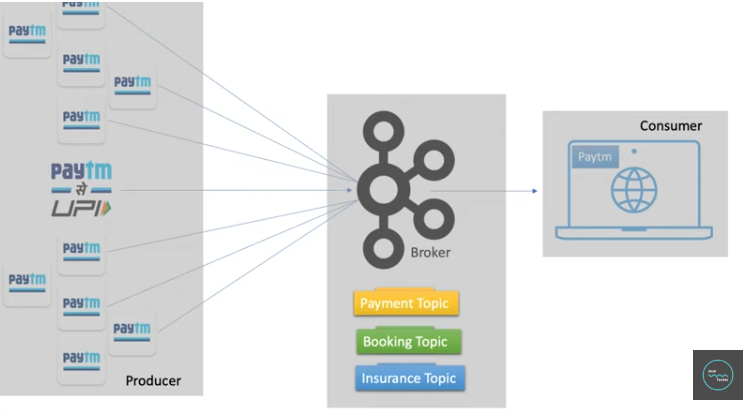 paytm
paytm
paytm
paytm
paytm
paytm
से
UPI
paytm
paytm
paytm
paytm
paytm
Producer
Broker
Payment Topic
Booking Topic
Insurance Topic
Consumer
Paytm